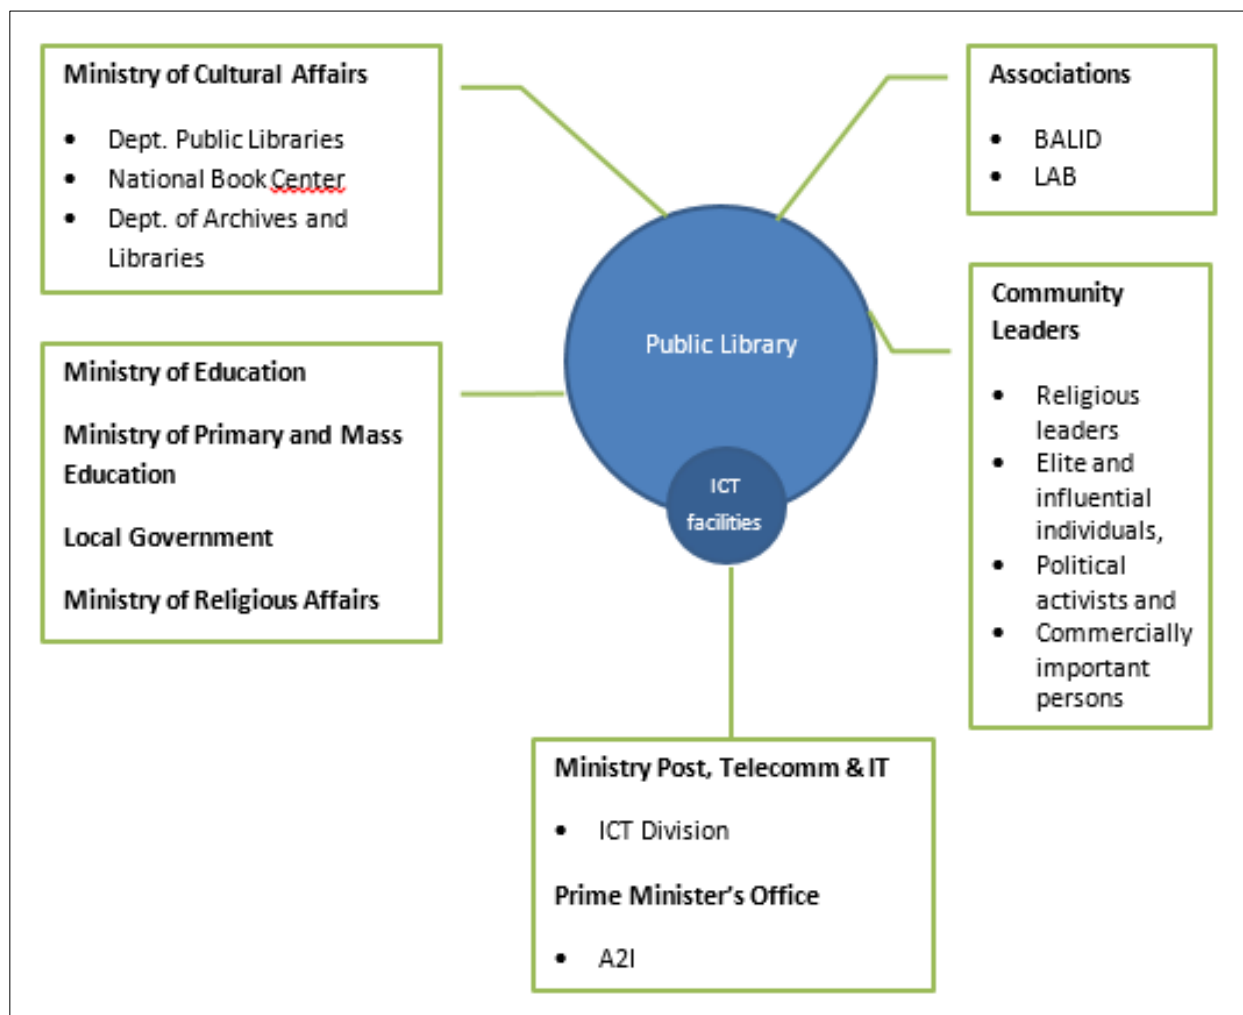 Ministry of Cultural Affairs
• Dept. Public Libraries
• National Book Center
• Dept. of Archives and
Libraries
Ministry of Education
Ministry of Primary and Mass
Education
Local Government
Ministry of Religious Affairs
Public Library
ICT
facilities
Associations
• BALID
• LAB
Community
Leaders
• Religious
leaders
• Elite and
influential
individuals,
• Political
activists and
• Commercially
important
persons
Ministry Post, Telecomm & IT
• ICT Division
Prime Minister’s Office
• A2I